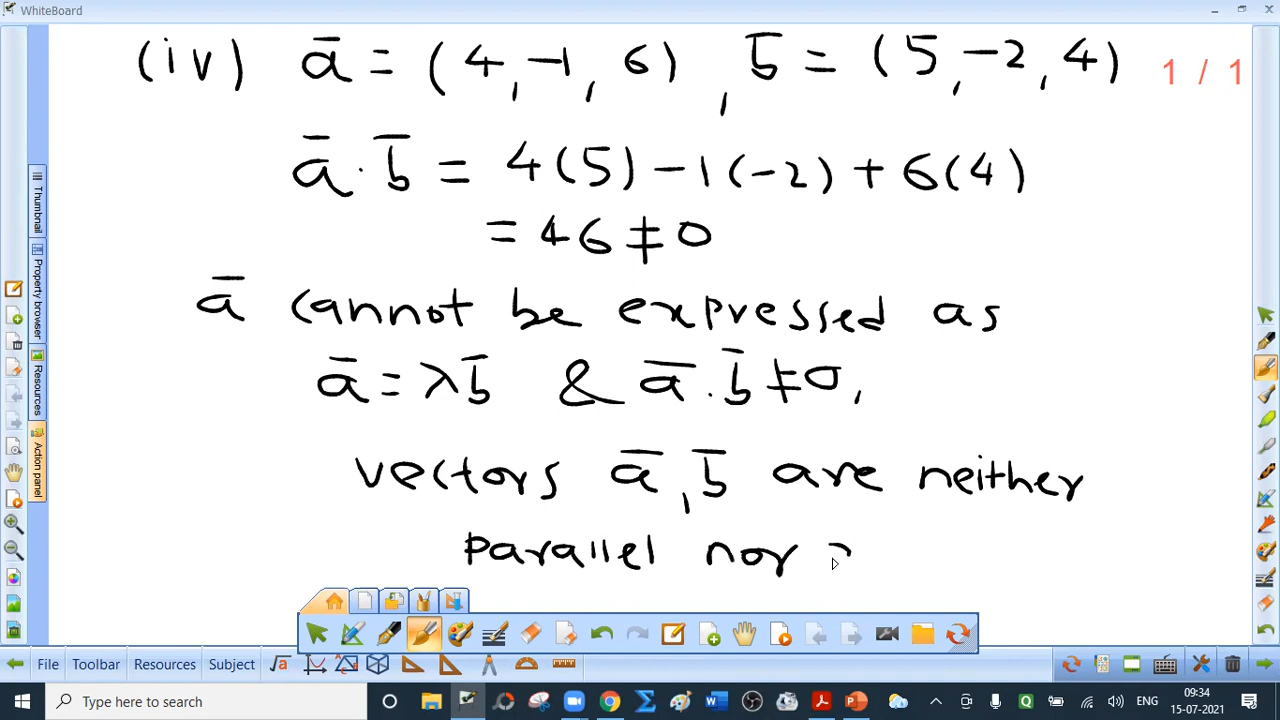 WhiteBoard
(iv) a̅ = (4, -1, 6), b̅ = (5, -2, 4)
1 / 1
a̅ . b̅ = 4(5) -1(-2) + 6(4)
= 46 ≠ 0
a̅ cannot be expressed as
a̅ = λb̅ & a̅ . b̅ ≠ 0,
vectors a̅, b̅ are neither
parallel nor
Thumbnail
Property browser
Resources
Action pan
File Toolbar Resources Subject
Type here to search
ENG
09:34
15-07-2021